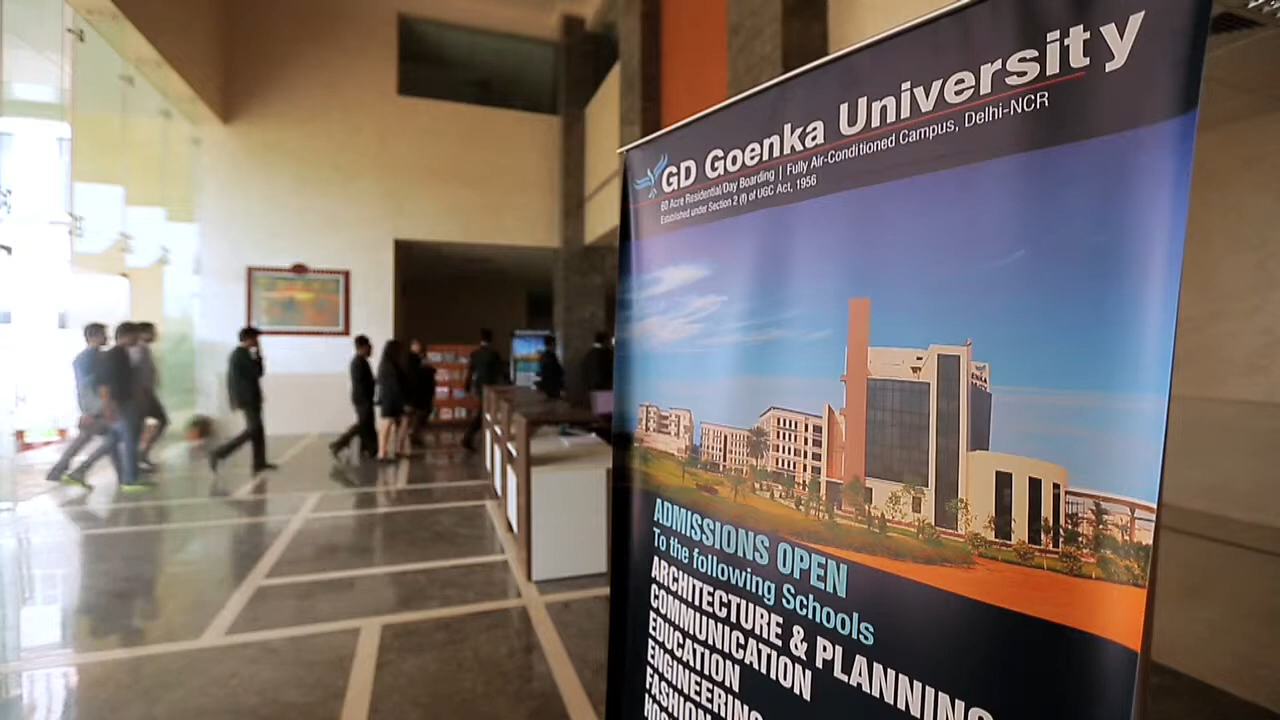 GD Goenka University
60 Acre Residential/Day Boarding | Fully Air-Conditioned Campus, Delhi-NCR
Established under Section 2 (f) of UGC Act, 1956
ADMISSIONS OPEN
To the following Schools
ARCHITECTURE & PLANNING
COMMUNICATION
EDUCATION
ENGINEERING
FASHION